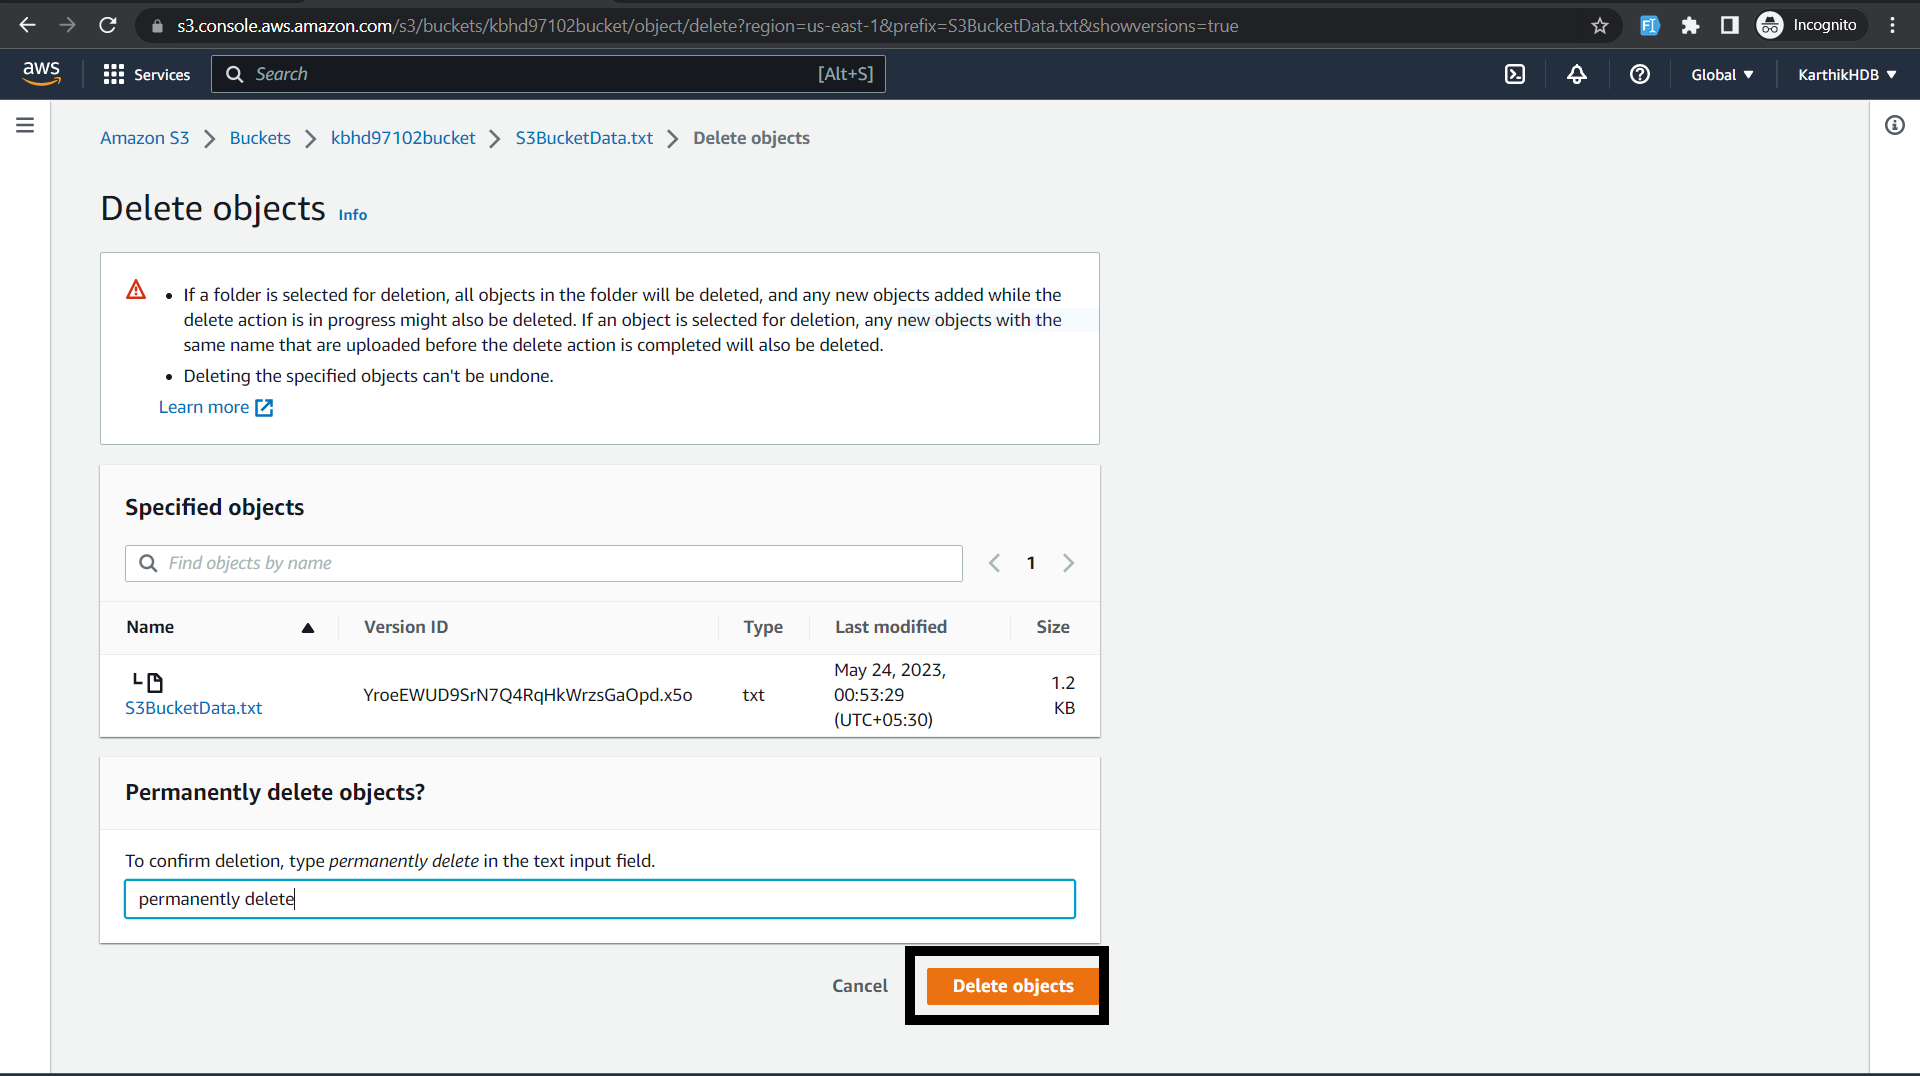 s3.console.aws.amazon.com/s3/buckets/kbhd97102bucket/object/delete?region=us-east-1&prefix=S3BucketData.txt&showversions=true
Incognito
aws
Services
Search
[Alt+S]
Global
KarthikHDB
Amazon S3
Buckets
kbhd97102bucket
S3BucketData.txt
Delete objects
Delete objects Info
If a folder is selected for deletion, all objects in the folder will be deleted, and any new objects added while the
delete action is in progress might also be deleted. If an object is selected for deletion, any new objects with the
same name that are uploaded before the delete action is completed will also be deleted.
Deleting the specified objects can't be undone.
Learn more
Specified objects
Find objects by name
1
Name Version ID Type Last modified Size
S3BucketData.txt
YroeEWUD9SrN7Q4RqHkWrzsGaOpd.x5o
txt
May 24, 2023,
00:53:29
(UTC+05:30)
1.2
KB
Permanently delete objects?
To confirm deletion, type permanently delete in the text input field.
permanently delete
Cancel
Delete objects